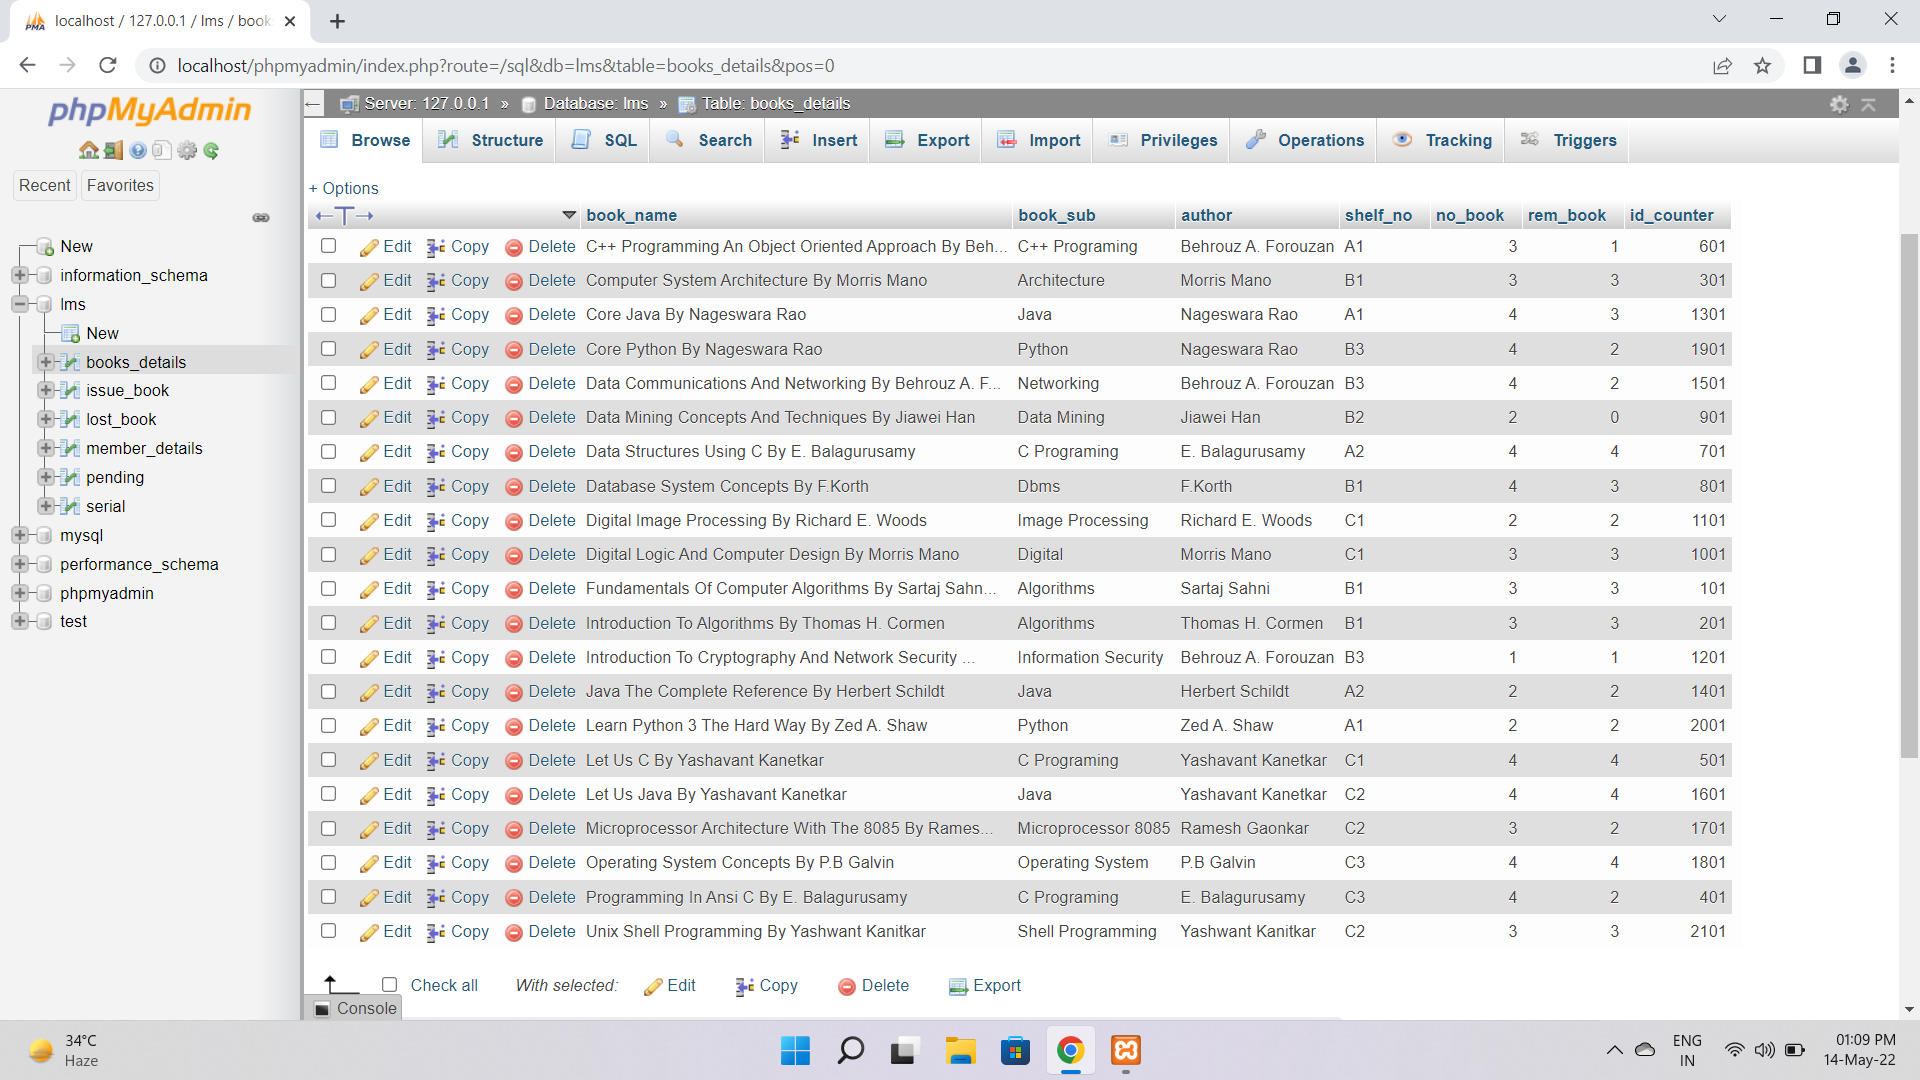 localhost / 127.0.0.1 / lms / book
localhost/phpmyadmin/index.php?route=/sql&db=lms&table=books_details&pos=0
phpMyAdmin
Recent Favorites
New
information_schema
lms
New
books_details
issue_book
lost_book
member_details
pending
serial
mysql
performance_schema
phpmyadmin
test
Server: 127.0.0.1 » Database: lms » Table: books_details
Browse Structure SQL Search Insert Export Import Privileges Operations Tracking Triggers
+ Options
←T→ book_name book_sub author shelf_no no_book rem_book id_counter
Edit Copy Delete C++ Programming An Object Oriented Approach By Beh... C++ Programing Behrouz A. Forouzan A1 3 1 601
Edit Copy Delete Computer System Architecture By Morris Mano Architecture Morris Mano B1 3 3 301
Edit Copy Delete Core Java By Nageswara Rao Java Nageswara Rao A1 4 3 1301
Edit Copy Delete Core Python By Nageswara Rao Python Nageswara Rao B3 4 2 1901
Edit Copy Delete Data Communications And Networking By Behrouz A. F... Networking Behrouz A. Forouzan B3 4 2 1501
Edit Copy Delete Data Mining Concepts And Techniques By Jiawei Han Data Mining Jiawei Han B2 2 0 901
Edit Copy Delete Data Structures Using C By E. Balagurusamy C Programing E. Balagurusamy A2 4 4 701
Edit Copy Delete Database System Concepts By F.Korth Dbms F.Korth B1 4 3 801
Edit Copy Delete Digital Image Processing By Richard E. Woods Image Processing Richard E. Woods C1 2 2 1101
Edit Copy Delete Digital Logic And Computer Design By Morris Mano Digital Morris Mano C1 3 3 1001
Edit Copy Delete Fundamentals Of Computer Algorithms By Sartaj Sahn... Algorithms Sartaj Sahni B1 3 3 101
Edit Copy Delete Introduction To Algorithms By Thomas H. Cormen Algorithms Thomas H. Cormen B1 3 3 201
Edit Copy Delete Introduction To Cryptography And Network Security ... Information Security Behrouz A. Forouzan B3 1 1 1201
Edit Copy Delete Java The Complete Reference By Herbert Schildt Java Herbert Schildt A2 2 2 1401
Edit Copy Delete Learn Python 3 The Hard Way By Zed A. Shaw Python Zed A. Shaw A1 2 2 2001
Edit Copy Delete Let Us C By Yashavant Kanetkar C Programing Yashavant Kanetkar C1 4 4 501
Edit Copy Delete Let Us Java By Yashavant Kanetkar Java Yashavant Kanetkar C2 4 4 1601
Edit Copy Delete Microprocessor Architecture With The 8085 By Rames... Microprocessor 8085 Ramesh Gaonkar C2 3 2 1701
Edit Copy Delete Operating System Concepts By P.B Galvin Operating System P.B Galvin C3 4 4 1801
Edit Copy Delete Programming In Ansi C By E. Balagurusamy C Programing E. Balagurusamy C3 4 2 401
Edit Copy Delete Unix Shell Programming By Yashwant Kanitkar Shell Programming Yashwant Kanitkar C2 3 3 2101
Check all With selected: Edit Copy Delete Export
Console
34°C
Haze
ENG
IN
01:09 PM
14-May-22